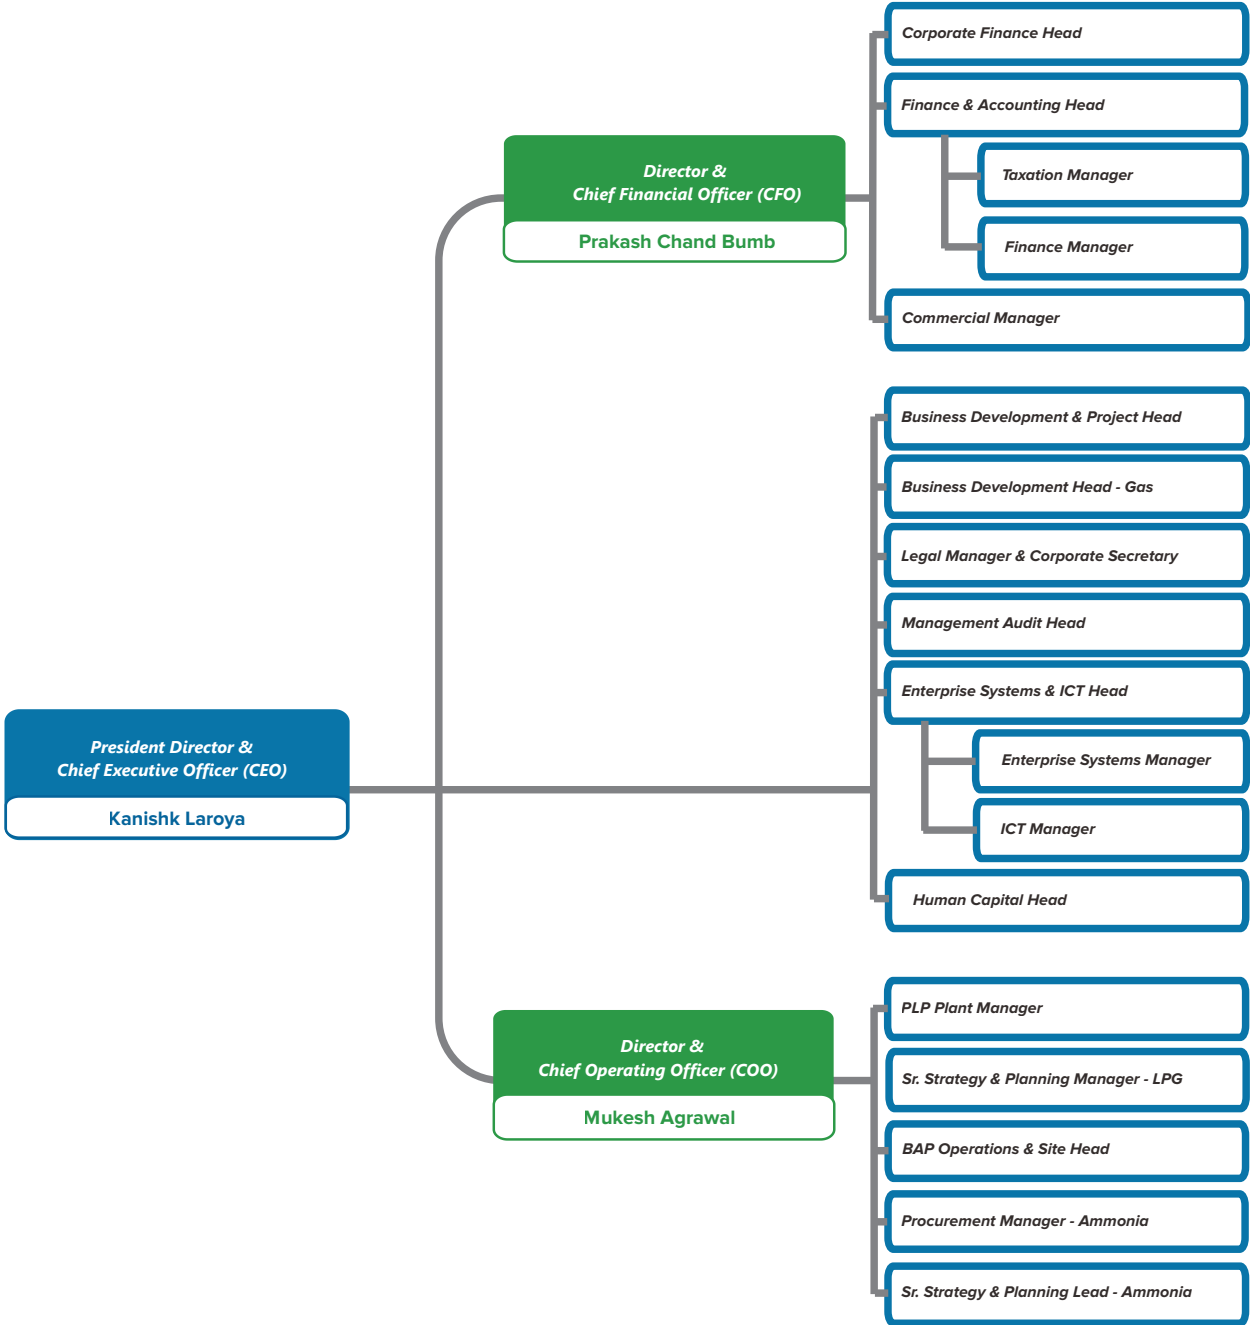 Corporate Finance Head
Finance & Accounting Head
Director &
Chief Financial Officer (CFO)
Prakash Chand Bumb
Taxation Manager
Finance Manager
Commercial Manager
Business Development & Project Head
Business Development Head - Gas
Legal Manager & Corporate Secretary
Management Audit Head
Enterprise Systems & ICT Head
President Director &
Chief Executive Officer (CEO)
Kanishk Laroya
Enterprise Systems Manager
ICT Manager
Human Capital Head
PLP Plant Manager
Director &
Chief Operating Officer (COO)
Mukesh Agrawal
Sr. Strategy & Planning Manager - LPG
BAP Operations & Site Head
Procurement Manager - Ammonia
Sr. Strategy & Planning Lead - Ammonia